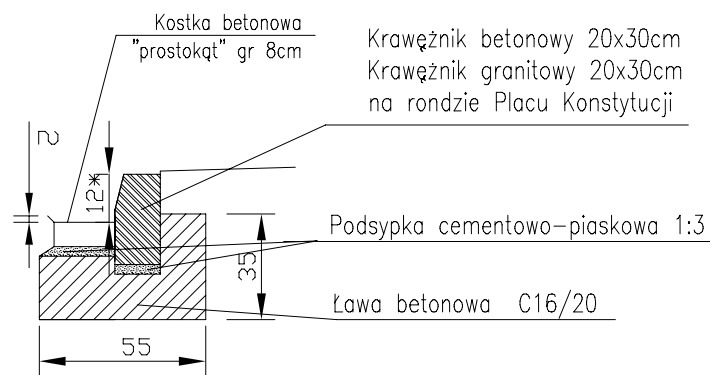 Kostka betonowa
"prostokąt" gr 8cm
Krawężnik betonowy 20x30cm
Krawężnik granitowy 20x30cm
na rondzie Placu Konstytucji
2
12*
Podsypka cementowo-piaskowa 1:3
35
Ława betonowa C16/20
55